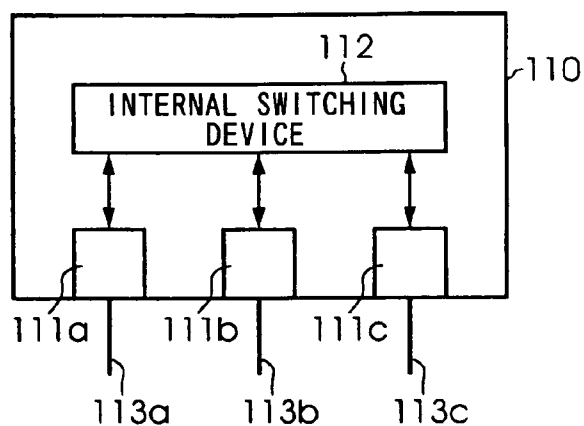 112
110
INTERNAL SWITCHING
DEVICE
111a
111b
111c
113a
113b
113c